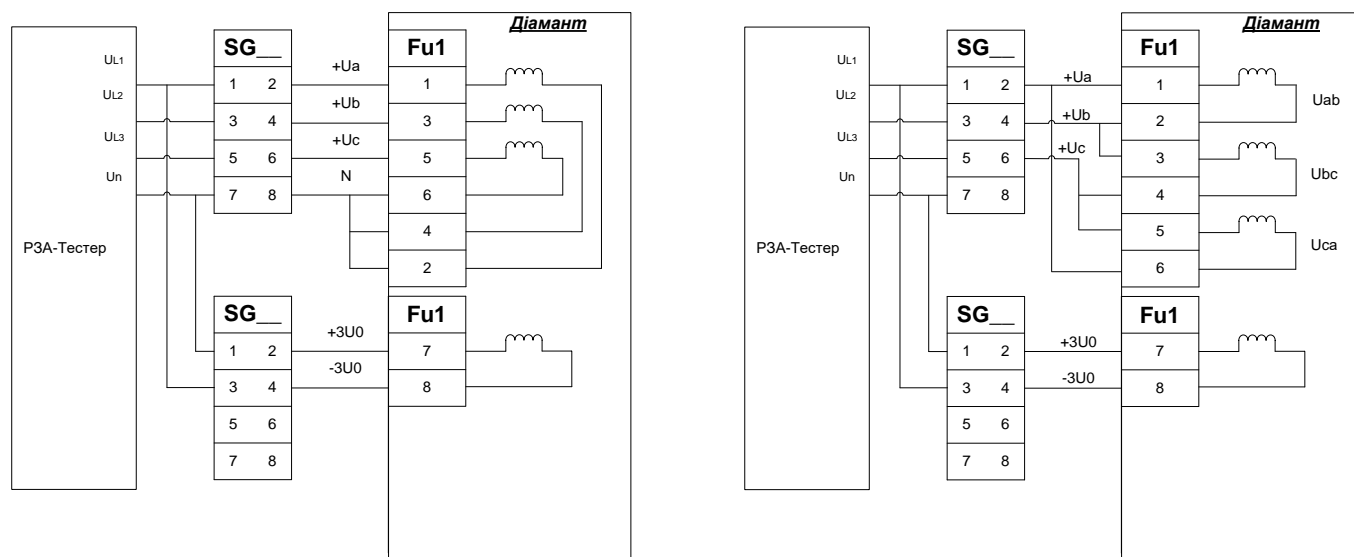 Діамант
SG__ Fu1
UL1
+Ua
1 2 1
UL2
+Ub
3 4 3
UL3
+Uc
5 6 5
Un
N
7 8 6
4
РЗА-Тестер
2
SG__ Fu1
+3U0
1 2 7
-3U0
3 4 8
5 6
7 8
Діамант
SG__ Fu1
UL1
+Ua
1 2 1
UL2
Uab
+Ub
3 4 2
UL3
+Uc
5 6 3
Un
Ubc
7 8 4
5
РЗА-Тестер
Uca
6
SG__ Fu1
+3U0
1 2 7
-3U0
3 4 8
5 6
7 8